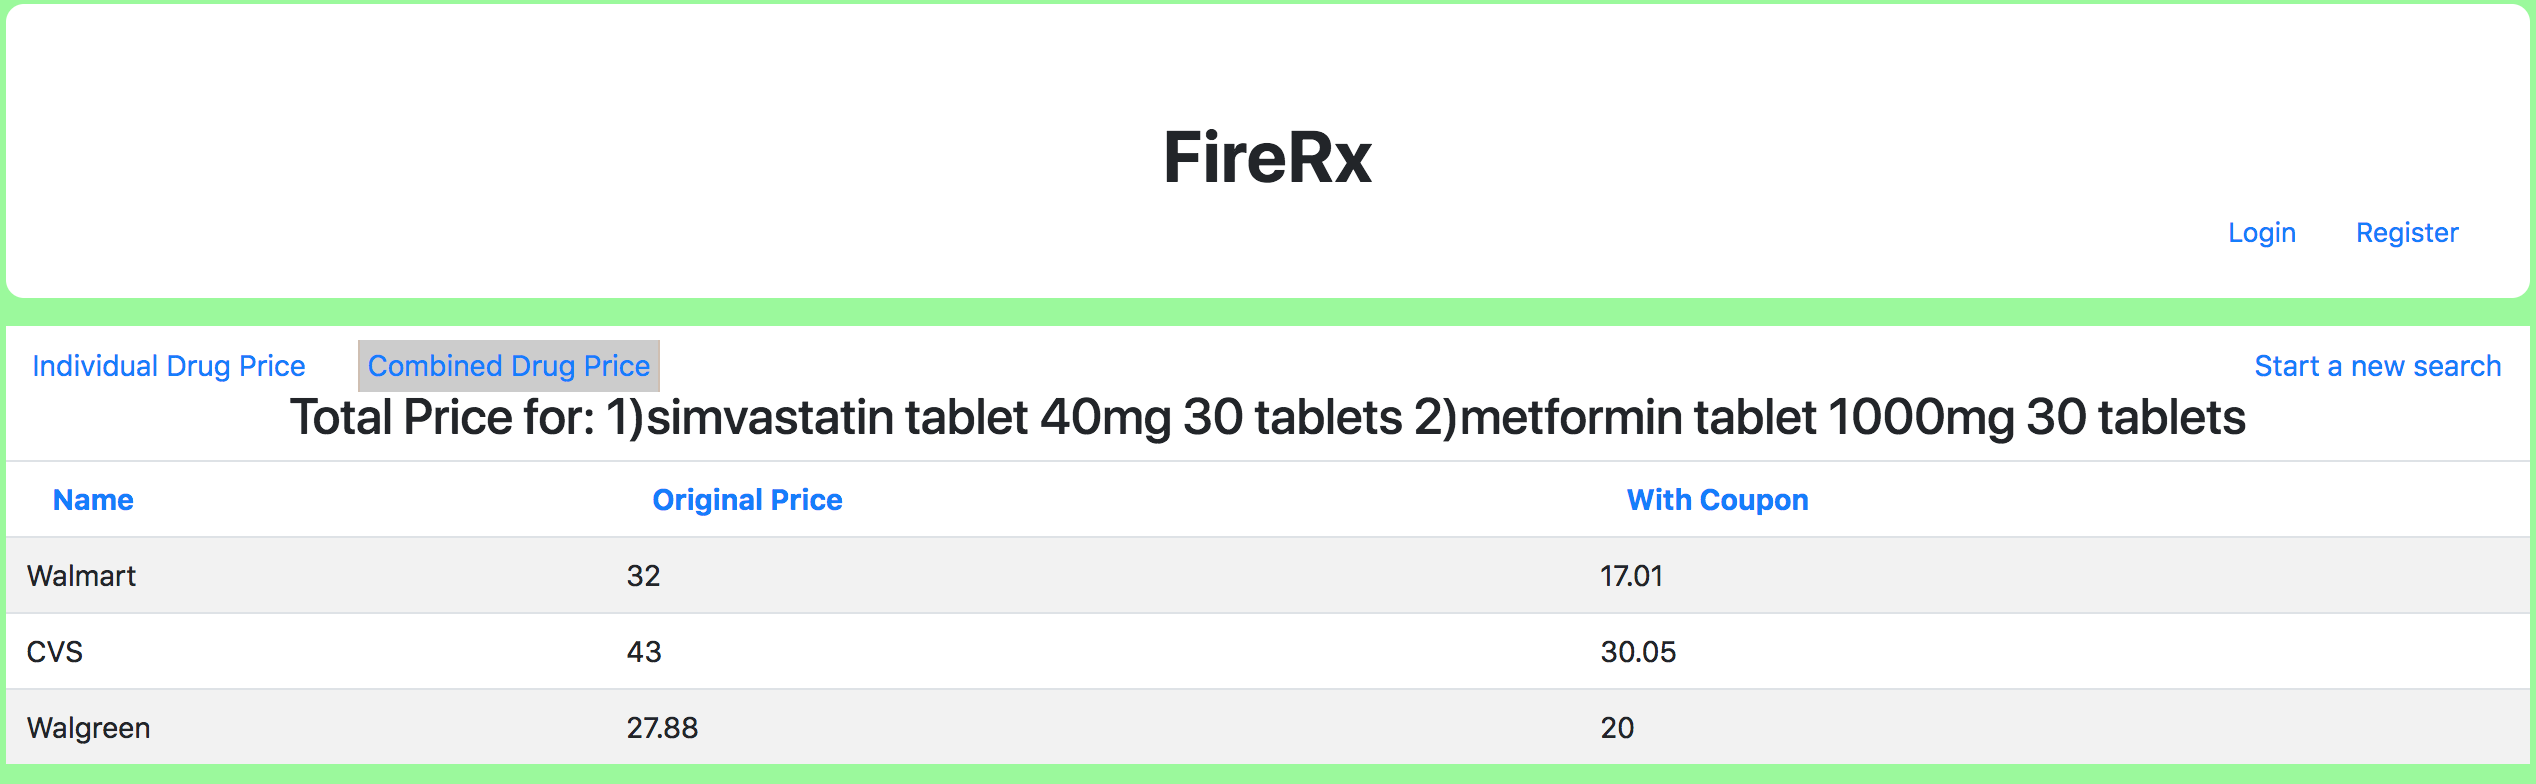 FireRx
Login Register
Individual Drug Price Combined Drug Price Start a new search
Total Price for: 1)simvastatin tablet 40mg 30 tablets 2)metformin tablet 1000mg 30 tablets
Name Original Price With Coupon
Walmart 32 17.01
CVS 43 30.05
Walgreen 27.88 20